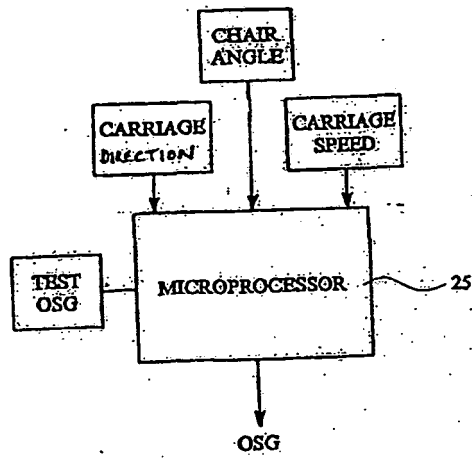 CHAIR
ANGLE
CARRIAGE
DIRECTION
CARRIAGE
SPEED
TEST
OSG
MICROPROCESSOR
25
OSG